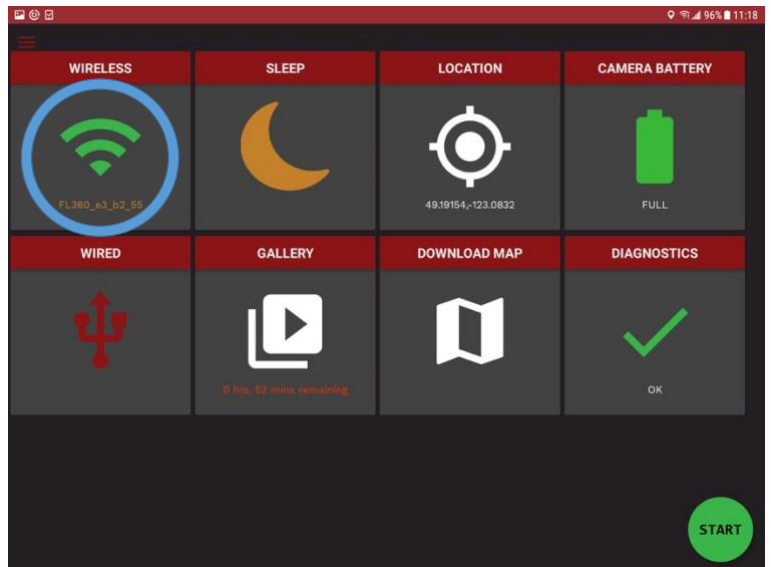 96% 11:18
WIRELESS SLEEP LOCATION CAMERA BATTERY
FL360_e3_b2_55 49.19154,-123.0832 FULL
WIRED GALLERY DOWNLOAD MAP DIAGNOSTICS
0 hrs, 52 mins remaining OK
START